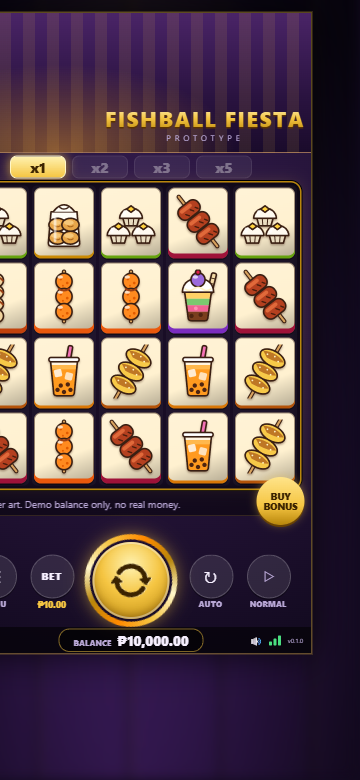 FISHBALL FIESTA
PROTOTYPE
x1 x2 x3 x5
er art. Demo balance only, no real money.
BUY
BONUS
BET
U ₱10.00 AUTO NORMAL
BALANCE ₱10,000.00
v0.1.0